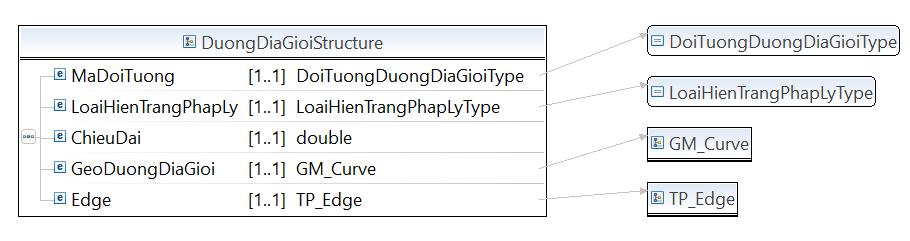 DuongDiaGioiStructure
MaDoiTuong [1..1] DoiTuongDuongDiaGioiType
LoaiHienTrangPhapLy [1..1] LoaiHienTrangPhapLyType
ChieuDai [1..1] double
GeoDuongDiaGioi [1..1] GM_Curve
Edge [1..1] TP_Edge
DoiTuongDuongDiaGioiType
LoaiHienTrangPhapLyType
GM_Curve
TP_Edge